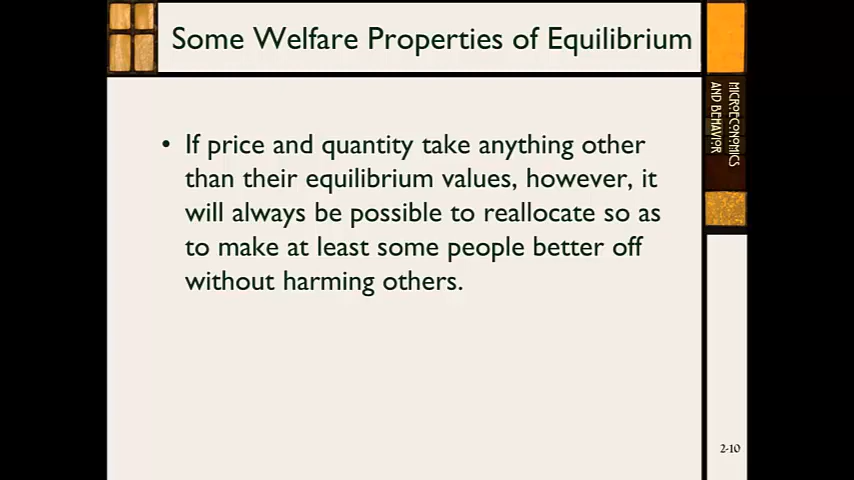 Some Welfare Properties of Equilibrium
• If price and quantity take anything other
than their equilibrium values, however, it
will always be possible to reallocate so as
to make at least some people better off
without harming others.
MICROECONOMICS
AND BEHAVIOR
2-10